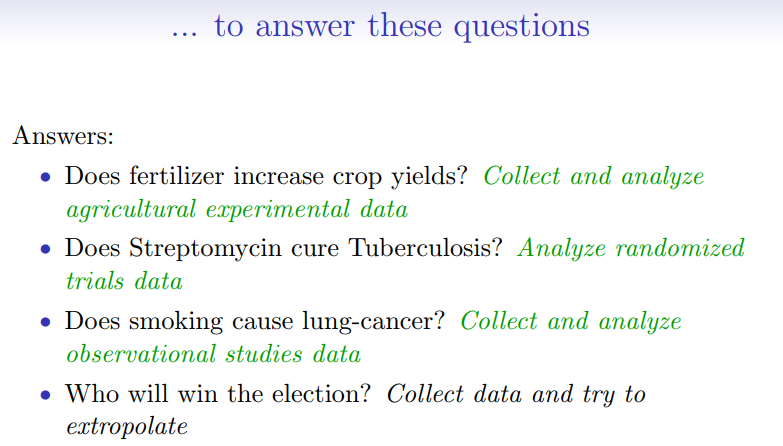 ... to answer these questions
Answers:
• Does fertilizer increase crop yields? Collect and analyze
agricultural experimental data
• Does Streptomycin cure Tuberculosis? Analyze randomized
trials data
• Does smoking cause lung-cancer? Collect and analyze
observational studies data
• Who will win the election? Collect data and try to
extropolate